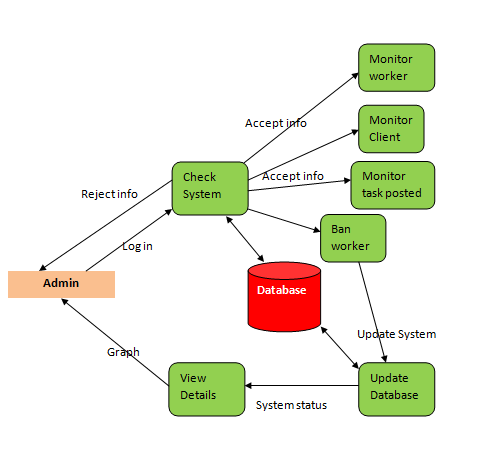 Monitor
worker
Accept info
Monitor
Client
Check
System
Accept info
Monitor
task posted
Reject info
Ban
worker
Log in
Admin
Database
Update System
Graph
View
Details
System status
Update
Database